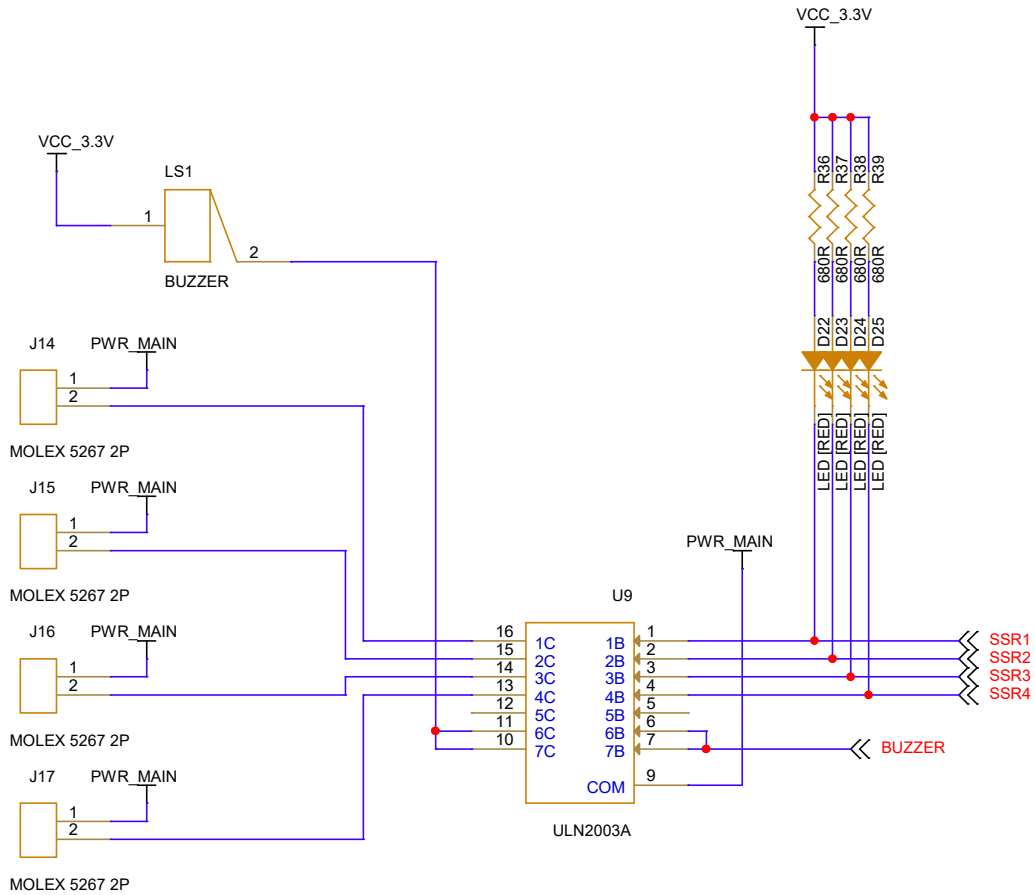 VCC_3.3V
VCC_3.3V
LS1
1
2
BUZZER
R36
R37
R38
R39
680R
680R
680R
680R
D22
D23
D24
D25
LED [RED]
LED [RED]
LED [RED]
LED [RED]
J14
PWR_MAIN
1
2
MOLEX 5267 2P
J15
PWR_MAIN
1
2
MOLEX 5267 2P
J16
PWR_MAIN
1
2
MOLEX 5267 2P
J17
PWR_MAIN
1
2
MOLEX 5267 2P
PWR_MAIN
U9
16 1C 1B 1 SSR1
15 2C 2B 2 SSR2
14 3C 3B 3 SSR3
13 4C 4B 4 SSR4
12 5C 5B 5
11 6C 6B 6
10 7C 7B 7 BUZZER
COM 9
ULN2003A